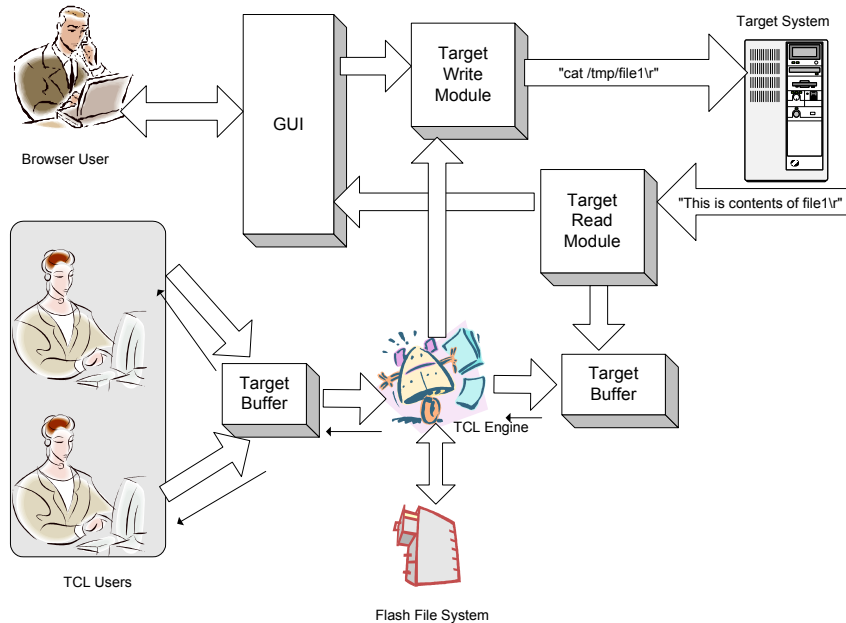 Target System
Target
Write
Module
"cat /tmp/file1\r"
GUI
Browser User
Target
Read
Module
"This is contents of file1\r"
Target
Buffer
Target
Buffer
TCL Engine
TCL Users
Flash File System